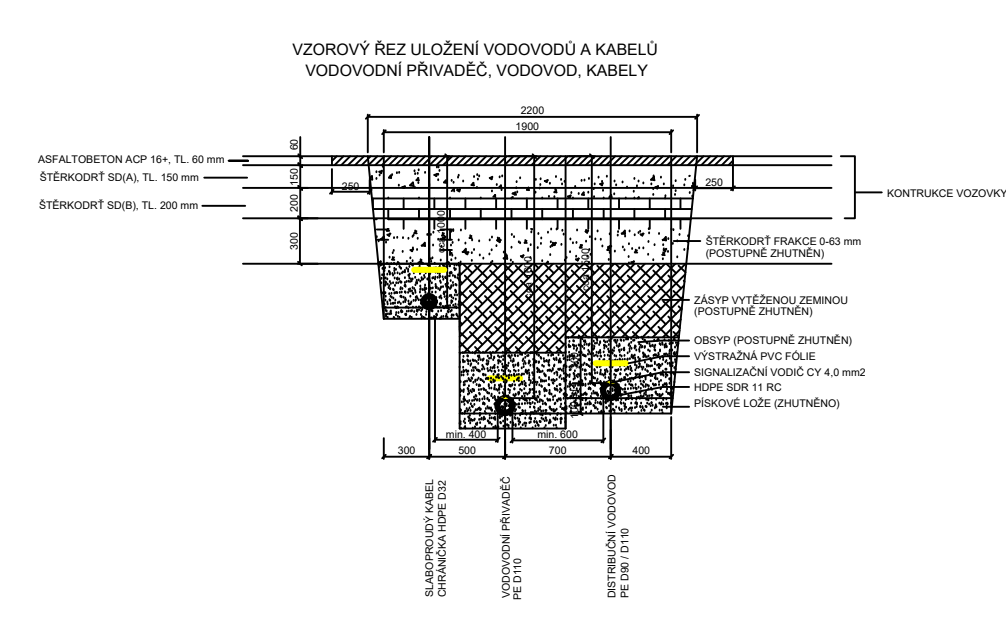 VZOROVÝ ŘEZ ULOŽENÍ VODOVODŮ A KABELŮ
VODOVODNÍ PŘIVADĚČ, VODOVOD, KABELY
2200
1900
60
150
200
300
ASFALTOBETON ACP 16+, TL. 60 mm
ŠTĚRKODRŤ SD(A), TL. 150 mm
ŠTĚRKODRŤ SD(B), TL. 200 mm
250
250
KONTRUKCE VOZOVKY
ŠTĚRKODRŤ FRAKCE 0-63 mm
(POSTUPNĚ ZHUTNĚN)
ZÁSYP VYTĚŽENOU ZEMINOU
(POSTUPNĚ ZHUTNĚN)
OBSYP (POSTUPNĚ ZHUTNĚN)
VÝSTRAŽNÁ PVC FÓLIE
SIGNALIZAČNÍ VODIČ CY 4,0 mm2
HDPE SDR 11 RC
PÍSKOVÉ LOŽE (ZHUTNĚNO)
min. 400
min. 600
300
500
700
400
SLABOPROUDÝ KABEL
CHRÁNIČKA HDPE D32
VODOVODNÍ PŘIVADĚČ
PE D110
DISTRIBUČNÍ VODOVOD
PE D90 / D110